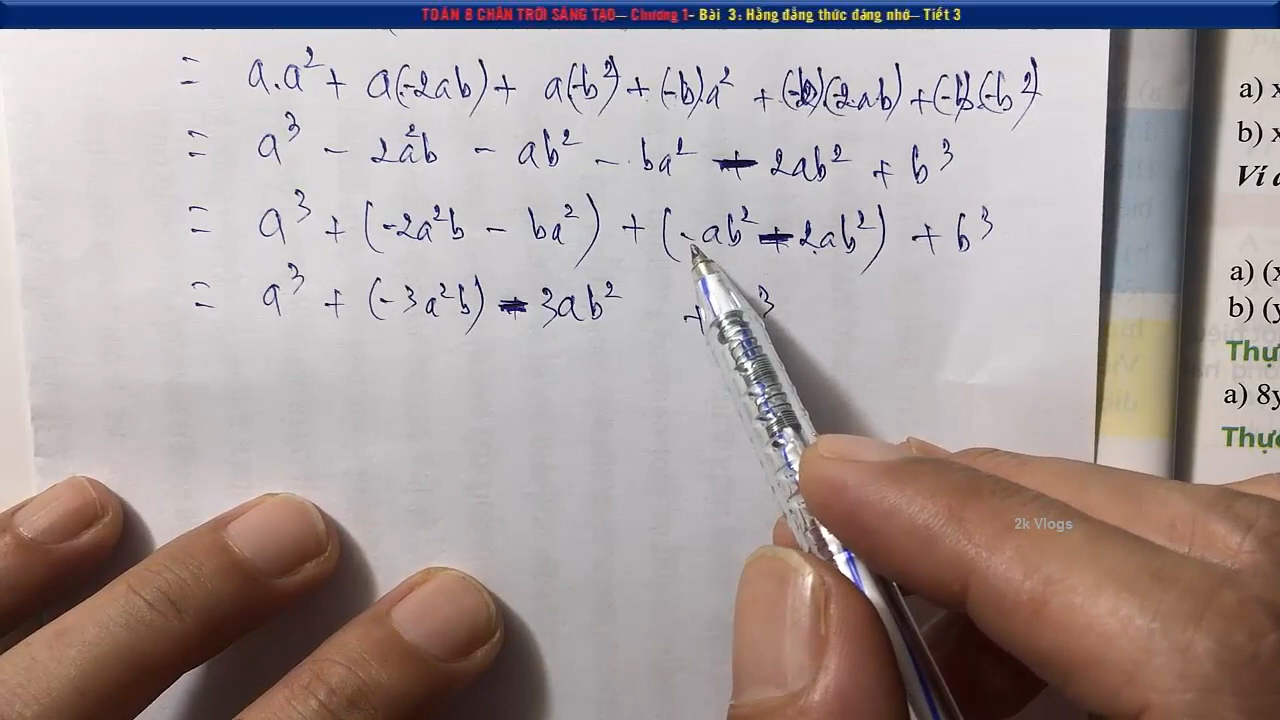 TOÁN 8 CHÂN TRỜI SÁNG TẠO– Chương 1- Bài 3: Hằng đẳng thức đáng nhớ– Tiết 3
= a.a² + a(-2ab) + a(-b²) + (-b)a² + (-b)(-2ab) + (-b).(-b²)
= a³ - 2a²b - ab² - ba² - 2ab² + b³
= a³ + (-2a²b - ba²) + (-ab² - 2ab²) + b³
= a³ + (-3a²b) - 3ab² + ³
a) x
b) x
Ví d
a) (x
b) (y
Thự
a) 8y
Thực
2k Vlogs